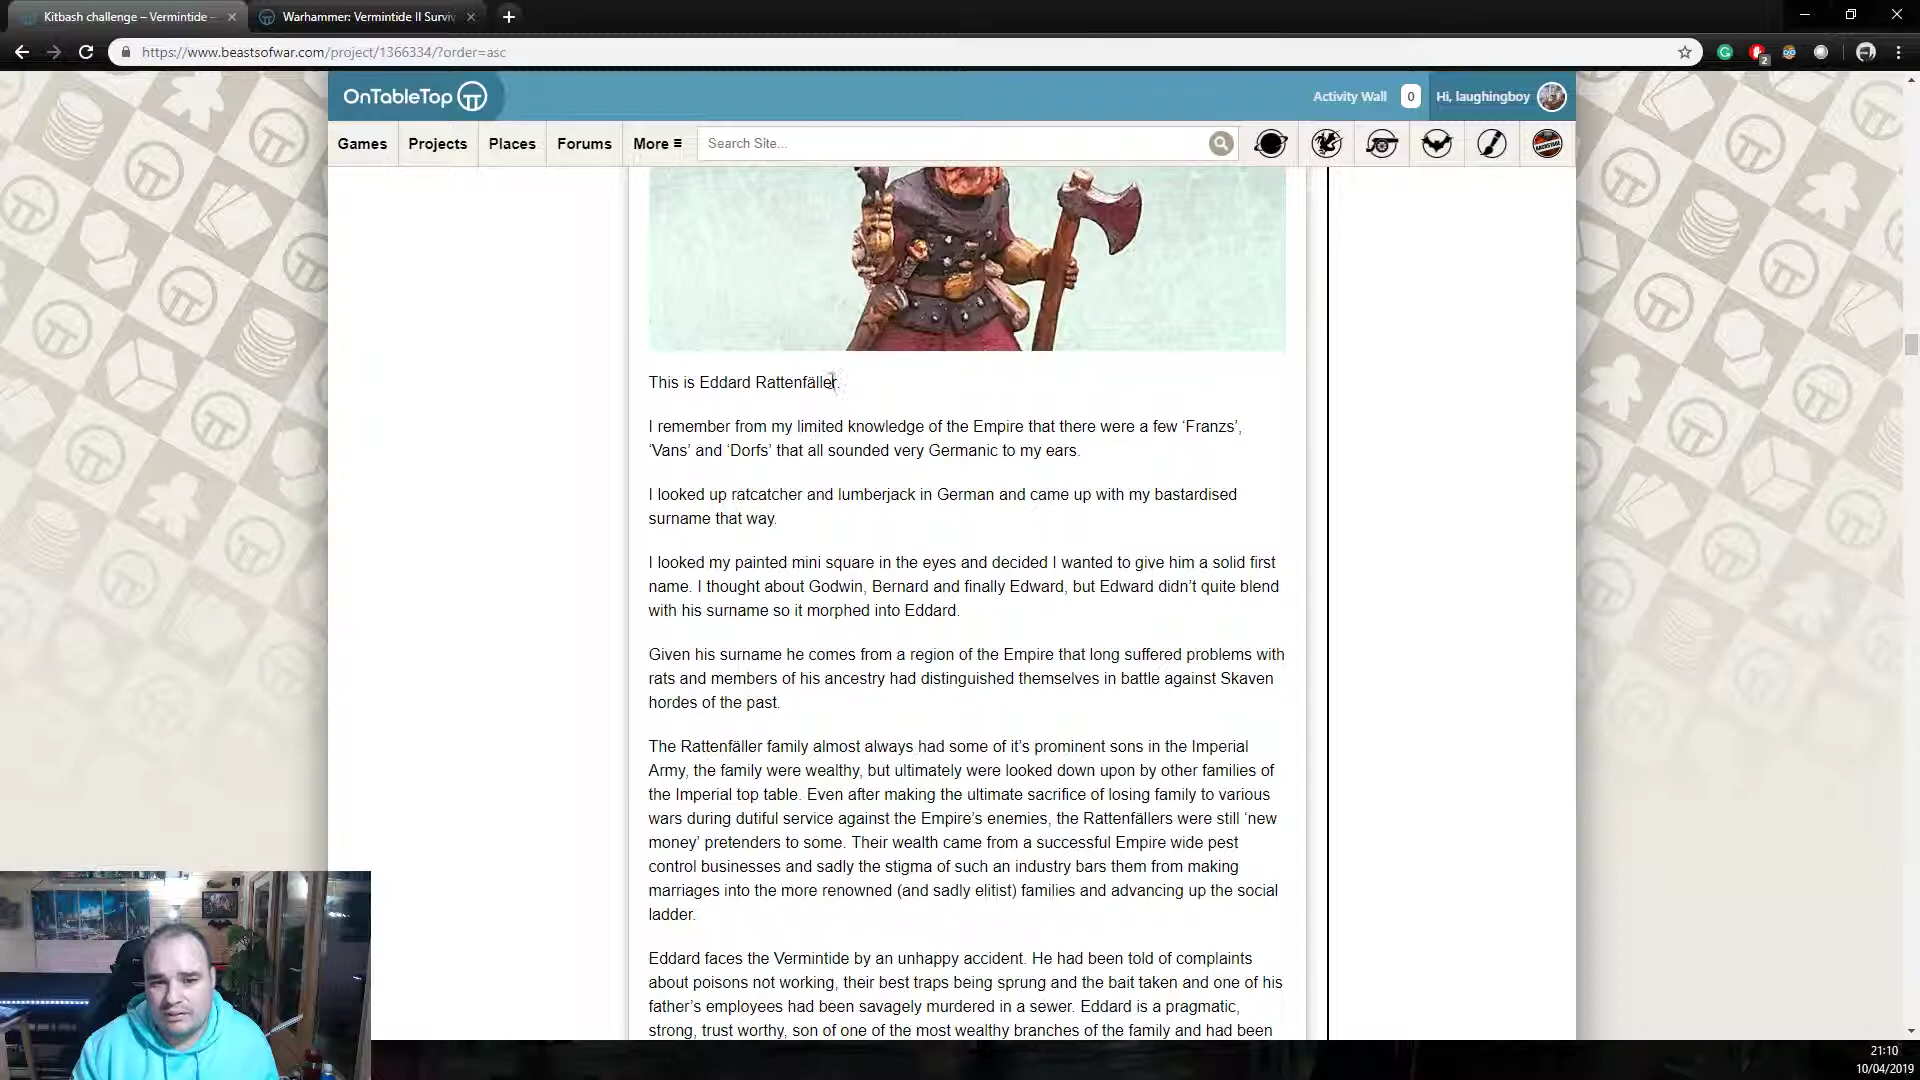 Kitbash challenge – Vermintide -
Warhammer: Vermintide II Surviv
https://www.beastsofwar.com/project/1366334/?order=asc
2
OnTableTop
Activity Wall 0 Hi, laughingboy
Games Projects Places Forums More ≡ Search Site... BACKSTAGE
This is Eddard Rattenfäller.
I remember from my limited knowledge of the Empire that there were a few ‘Franzs’,
‘Vans’ and ‘Dorfs’ that all sounded very Germanic to my ears.
I looked up ratcatcher and lumberjack in German and came up with my bastardised
surname that way.
I looked my painted mini square in the eyes and decided I wanted to give him a solid first
name. I thought about Godwin, Bernard and finally Edward, but Edward didn’t quite blend
with his surname so it morphed into Eddard.
Given his surname he comes from a region of the Empire that long suffered problems with
rats and members of his ancestry had distinguished themselves in battle against Skaven
hordes of the past.
The Rattenfäller family almost always had some of it’s prominent sons in the Imperial
Army, the family were wealthy, but ultimately were looked down upon by other families of
the Imperial top table. Even after making the ultimate sacrifice of losing family to various
wars during dutiful service against the Empire’s enemies, the Rattenfällers were still ‘new
money’ pretenders to some. Their wealth came from a successful Empire wide pest
control businesses and sadly the stigma of such an industry bars them from making
marriages into the more renowned (and sadly elitist) families and advancing up the social
ladder.
Eddard faces the Vermintide by an unhappy accident. He had been told of complaints
about poisons not working, their best traps being sprung and the bait taken and one of his
father’s employees had been savagely murdered in a sewer. Eddard is a pragmatic,
strong, trust worthy, son of one of the most wealthy branches of the family and had been
21:10
10/04/2019